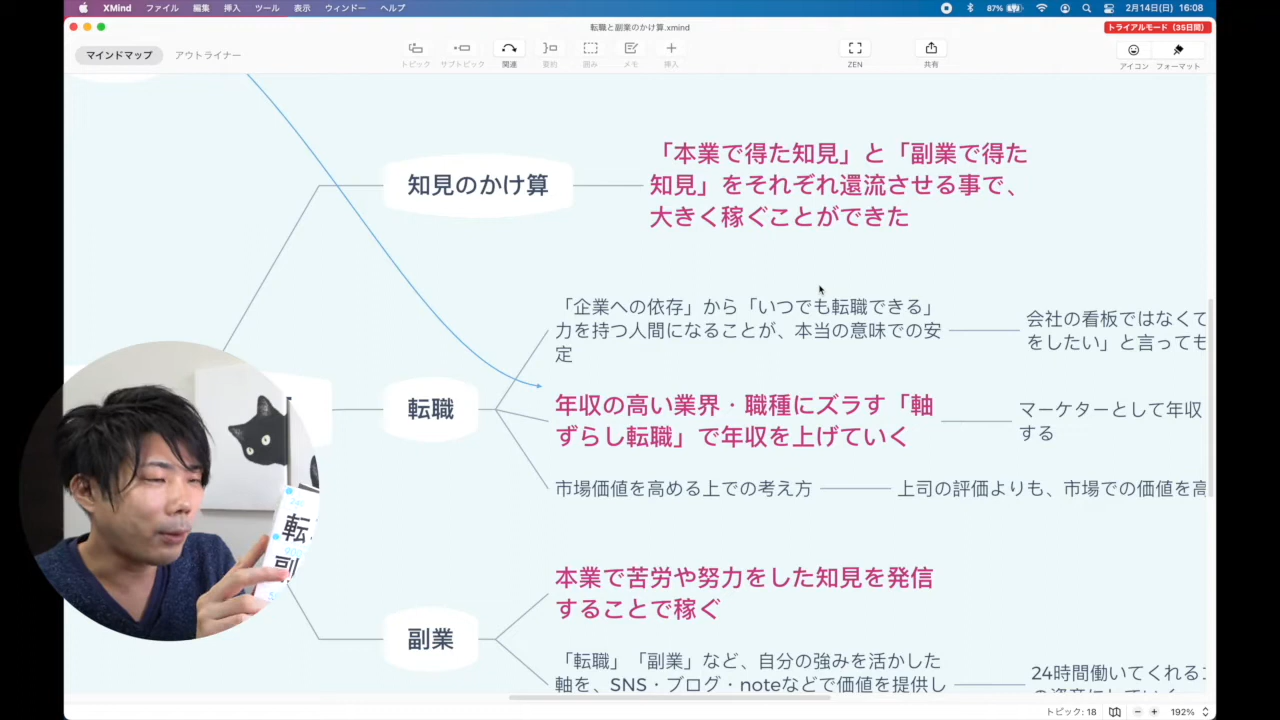 XMind ファイル 編集 挿入 ツール 表示 ウィンドー ヘルプ 87% 2月14日(日) 16:08
転職と副業のかけ算.xmind
トライアルモード (35日間)
マインドマップ アウトライナー
トピック サブトピック 関連 要約 囲み メモ 挿入 ZEN 共有 アイコン フォーマット
知見のかけ算
「本業で得た知見」と「副業で得た
知見」をそれぞれ還流させる事で、
大きく稼ぐことができた
転職
「企業への依存」から「いつでも転職できる」
力を持つ人間になることが、本当の意味での安
定
会社の看板ではなくて
をしたい」と言っても
年収の高い業界・職種にズラす「軸
ずらし転職」で年収を上げていく
マーケターとして年収
する
市場価値を高める上での考え方
上司の評価よりも、市場での価値を高
副業
本業で苦労や努力をした知見を発信
することで稼ぐ
「転職」「副業」など、自分の強みを活かした
軸を、SNS・ブログ・noteなどで価値を提供し
24時間働いてくれる
の資産にしていく
転
副
トピック: 18 192%